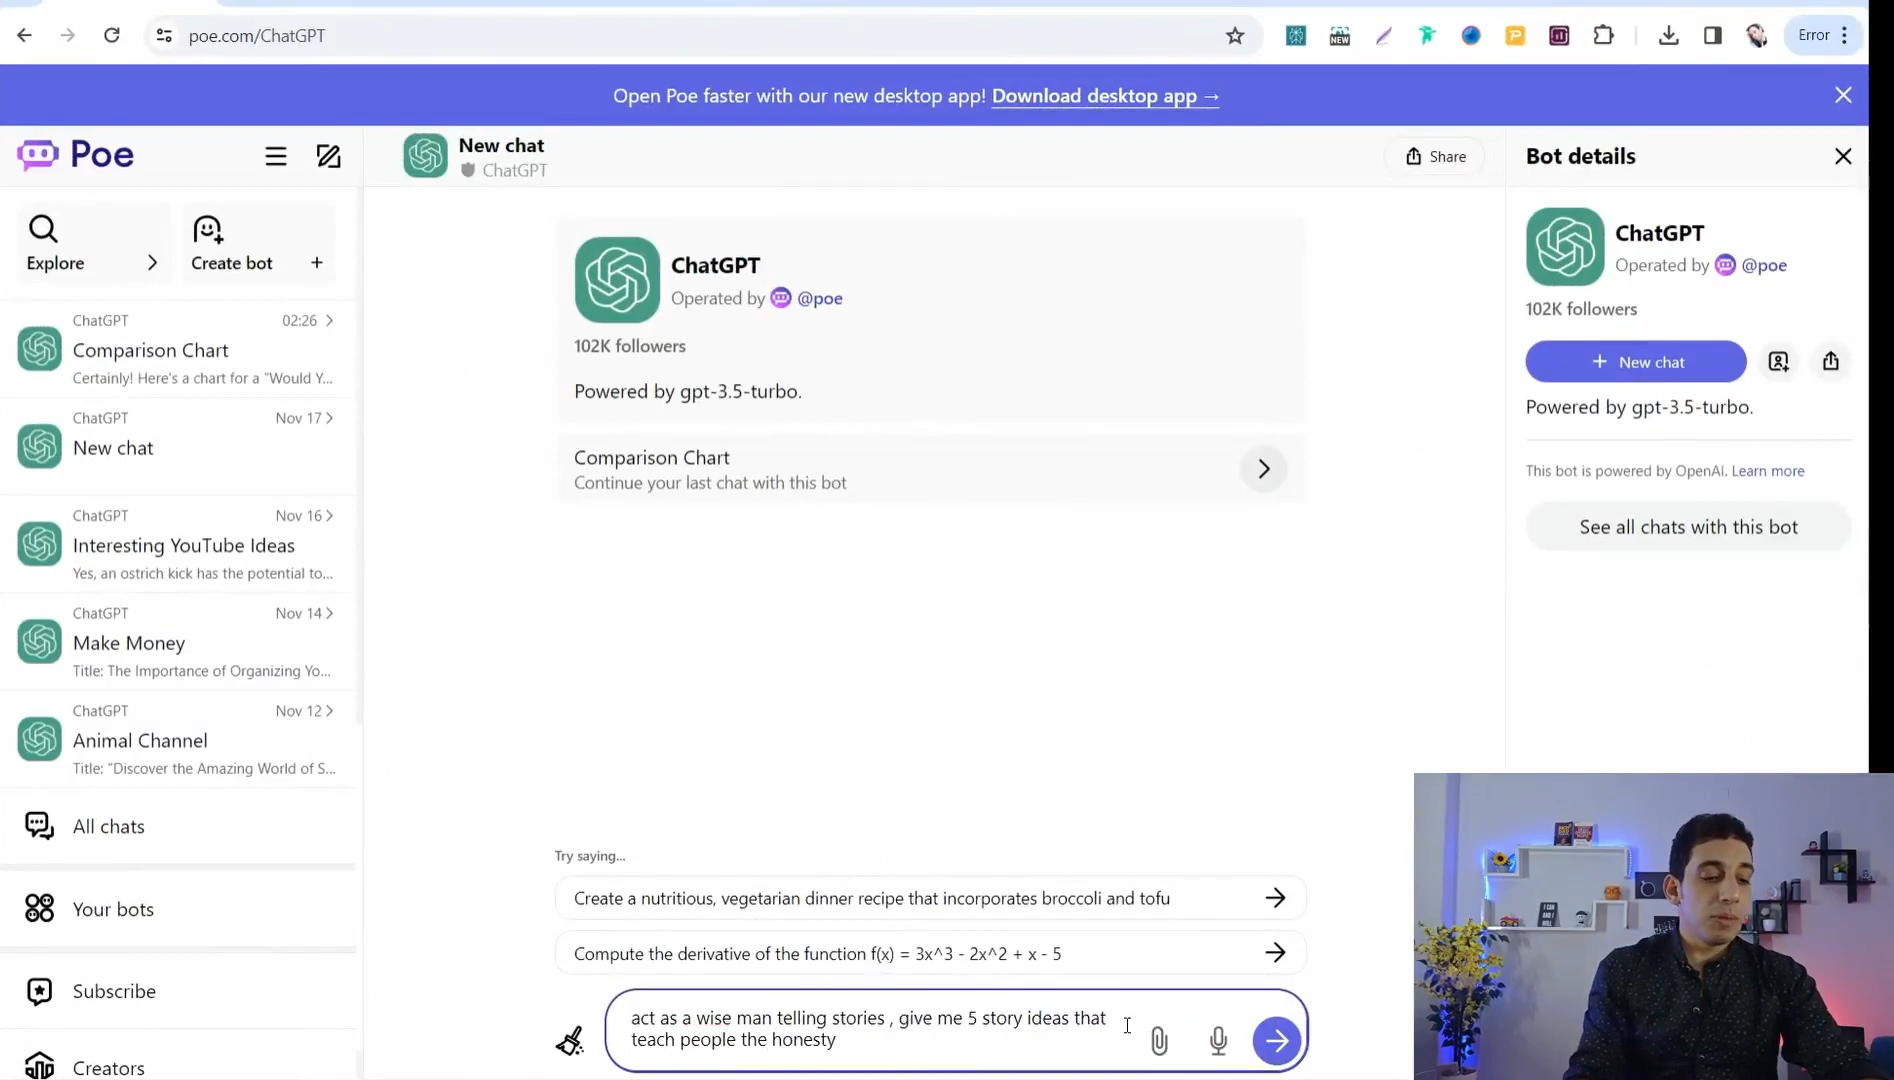 poe.com/ChatGPT
NEW
Error
Open Poe faster with our new desktop app! Download desktop app →
Poe
Explore
Create bot +
ChatGPT 02:26
Comparison Chart
Certainly! Here's a chart for a "Would Y...
ChatGPT Nov 17
New chat
ChatGPT Nov 16
Interesting YouTube Ideas
Yes, an ostrich kick has the potential to...
ChatGPT Nov 14
Make Money
Title: The Importance of Organizing Yo...
ChatGPT Nov 12
Animal Channel
Title: "Discover the Amazing World of S...
All chats
Your bots
Subscribe
Creators
New chat
ChatGPT
Share
ChatGPT
Operated by @poe
102K followers
Powered by gpt-3.5-turbo.
Comparison Chart
Continue your last chat with this bot
Try saying...
Create a nutritious, vegetarian dinner recipe that incorporates broccoli and tofu
Compute the derivative of the function f(x) = 3x^3 - 2x^2 + x - 5
act as a wise man telling stories , give me 5 story ideas that
teach people the honesty
Bot details
ChatGPT
Operated by @poe
102K followers
+ New chat
Powered by gpt-3.5-turbo.
This bot is powered by OpenAI. Learn more
See all chats with this bot
I CAN
AND I
WILL